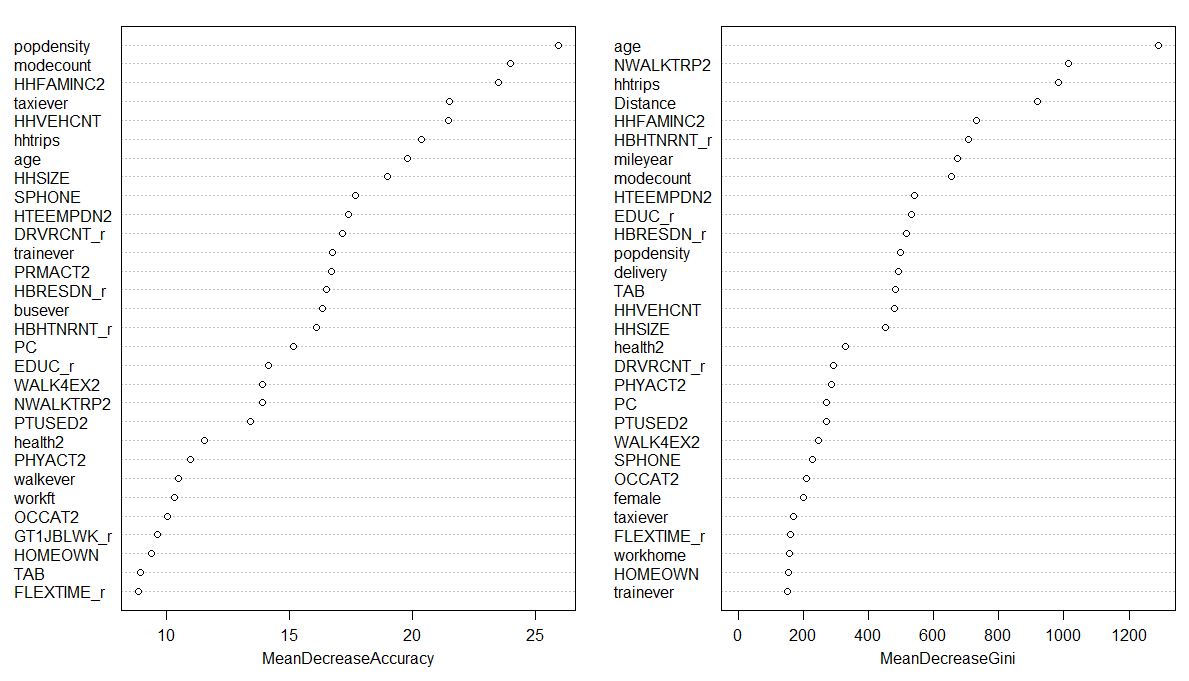 popdensity
modecount
HHFAMINC2
taxiever
HHVEHCNT
hhtrips
age
HHSIZE
SPHONE
HTEEMPDN2
DRVRCNT_r
trainever
PRMACT2
HBRESDN_r
busever
HBHTNRNT_r
PC
EDUC_r
WALK4EX2
NWALKTRP2
PTUSED2
health2
PHYACT2
walkever
workft
OCCAT2
GT1JBLWK_r
HOMEOWN
TAB
FLEXTIME_r
10 15 20 25
MeanDecreaseAccuracy
age
NWALKTRP2
hhtrips
Distance
HHFAMINC2
HBHTNRNT_r
mileyear
modecount
HTEEMPDN2
EDUC_r
HBRESDN_r
popdensity
delivery
TAB
HHVEHCNT
HHSIZE
health2
DRVRCNT_r
PHYACT2
PC
PTUSED2
WALK4EX2
SPHONE
OCCAT2
female
taxiever
FLEXTIME_r
workhome
HOMEOWN
trainever
0 200 400 600 800 1000 1200
MeanDecreaseGini